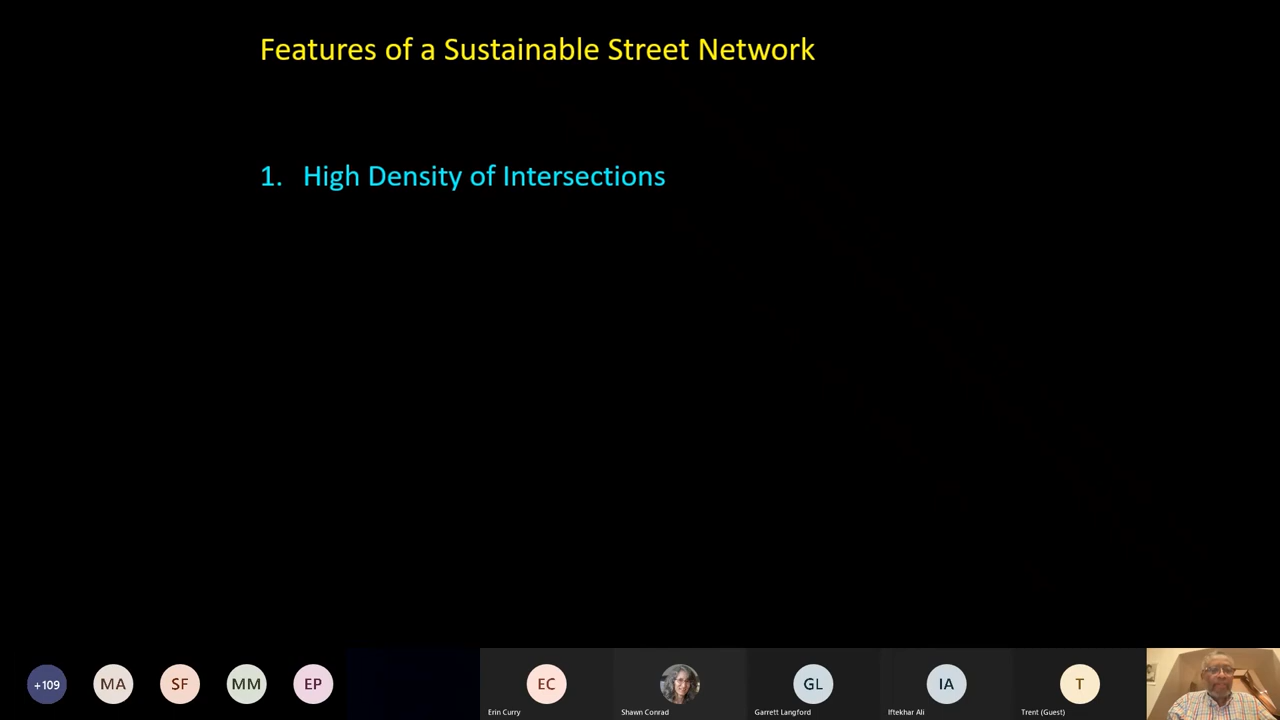 Features of a Sustainable Street Network
1. High Density of Intersections
+109
MA
SF
MM
EP
EC
GL
IA
T
Erin Curry
Shawn Conrad
Garrett Langford
Iftekhar Ali
Trent (Guest)